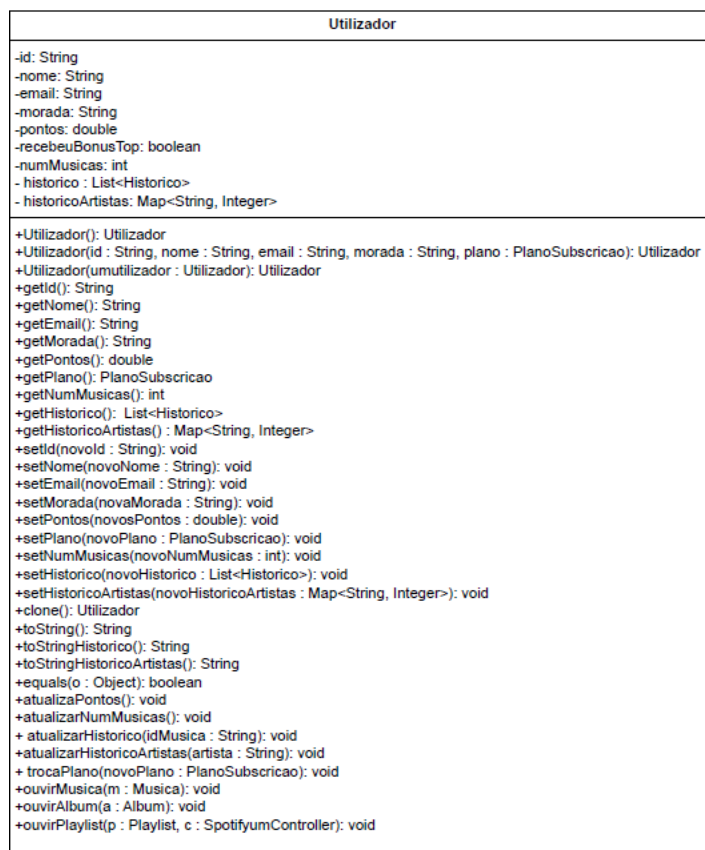 Utilizador
-id: String
-nome: String
-email: String
-morada: String
-pontos: double
-recebeuBonusTop: boolean
-numMusicas: int
- historico : List<Historico>
- historicoArtistas: Map<String, Integer>
+Utilizador(): Utilizador
+Utilizador(id : String, nome : String, email : String, morada : String, plano : PlanoSubscricao): Utilizador
+Utilizador(umutilizador : Utilizador): Utilizador
+getId(): String
+getNome(): String
+getEmail(): String
+getMorada(): String
+getPontos(): double
+getPlano(): PlanoSubscricao
+getNumMusicas(): int
+getHistorico(): List<Historico>
+getHistoricoArtistas() : Map<String, Integer>
+setId(novoId : String): void
+setNome(novoNome : String): void
+setEmail(novoEmail : String): void
+setMorada(novaMorada : String): void
+setPontos(novosPontos : double): void
+setPlano(novoPlano : PlanoSubscricao): void
+setNumMusicas(novoNumMusicas : int): void
+setHistorico(novoHistorico : List<Historico>): void
+setHistoricoArtistas(novoHistoricoArtistas : Map<String, Integer>): void
+clone(): Utilizador
+toString(): String
+toStringHistorico(): String
+toStringHistoricoArtistas(): String
+equals(o : Object): boolean
+atualizaPontos(): void
+atualizarNumMusicas(): void
+ atualizarHistorico(idMusica : String): void
+atualizarHistoricoArtistas(artista : String): void
+ trocaPlano(novoPlano : PlanoSubscricao): void
+ouvirMusica(m : Musica): void
+ouvirAlbum(a : Album): void
+ouvirPlaylist(p : Playlist, c : SpotifyumController): void